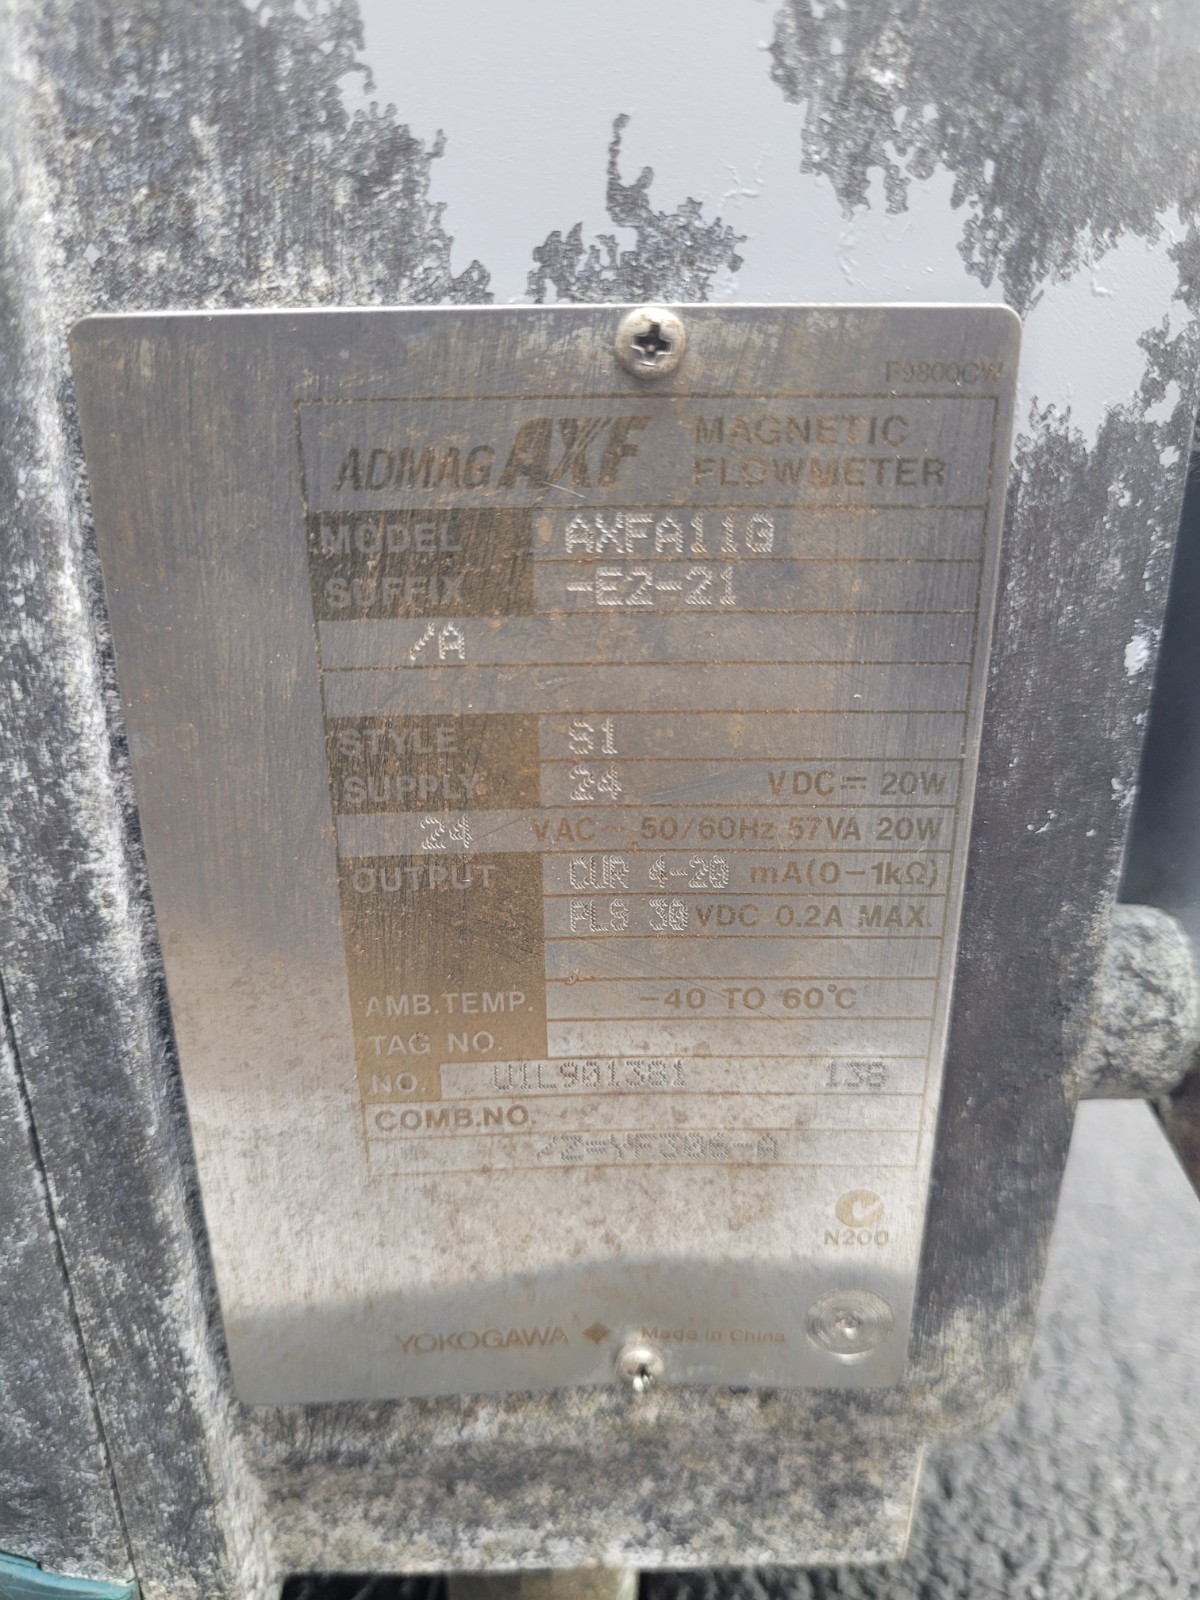 F9800CW
ADMAG AXF MAGNETIC FLOWMETER
MODEL AXFA11G
SUFFIX -E2-21
/A
STYLE S1
SUPPLY 24 VDC⎓ 20W
24 VAC~ 50/60Hz 57VA 20W
OUTPUT CUR 4-20 mA(0-1kΩ)
PLS 30 VDC 0.2A MAX.
AMB.TEMP. -40 TO 60°C
TAG NO.
NO. U1L901381 138
COMB.NO.
/Z-YF306-A
N200
YOKOGAWA ◆ Made in China